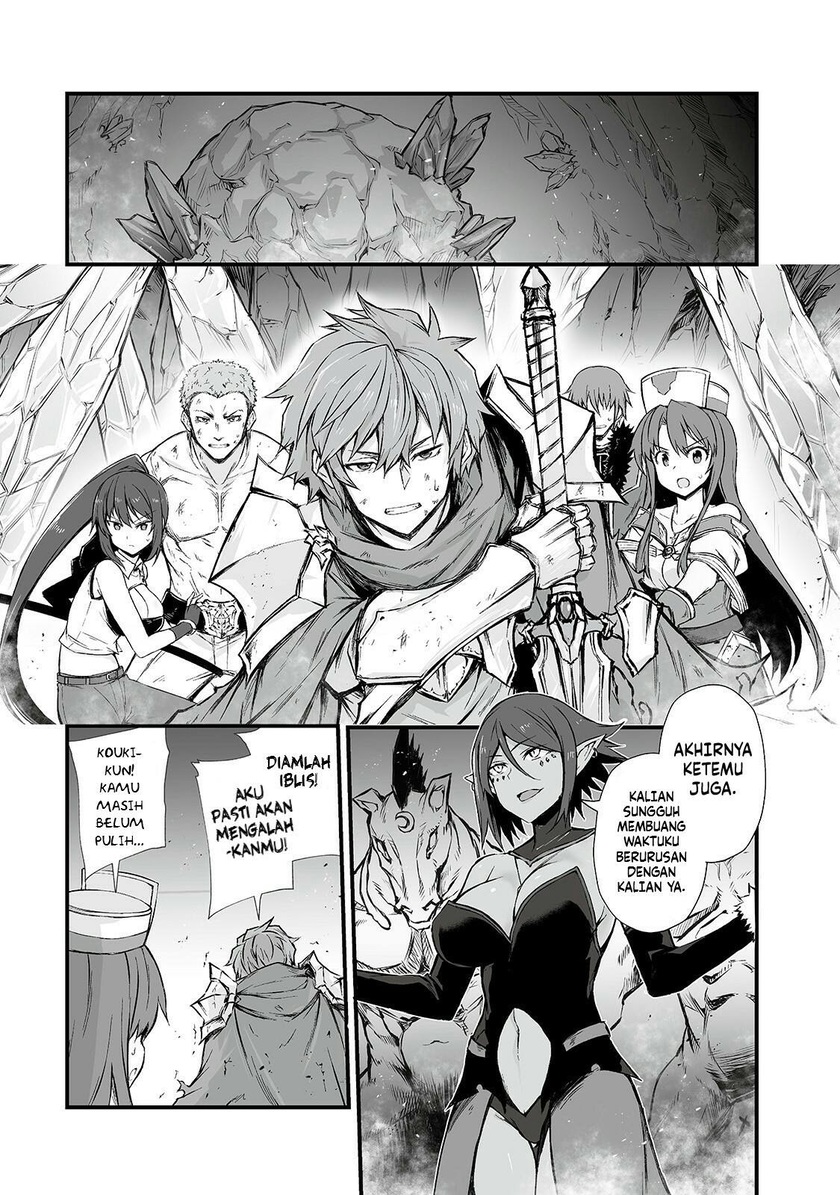 AKHIRNYA
KETEMU
JUGA.
KALIAN
SUNGGUH
MEMBUANG
WAKTUKU
BERURUSAN
DENGAN
KALIAN YA.
DIAMLAH
IBLIS!
AKU
PASTI AKAN
MENGALAH
-KANMU!
KOUKI-
KUN!
KAMU
MASIH
BELUM
PULIH...